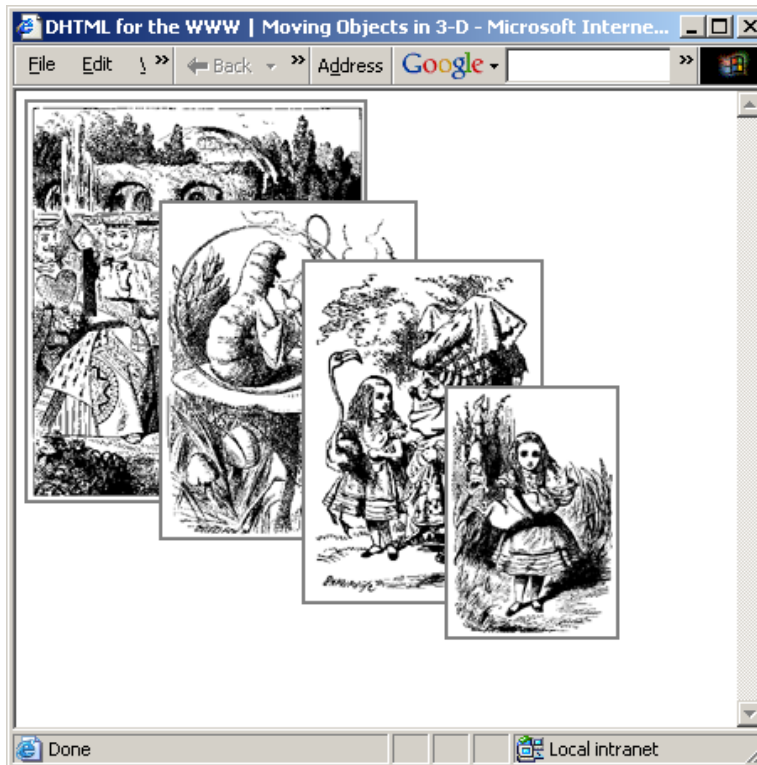 DHTML for the WWW | Moving Objects in 3-D - Microsoft Interne...
File Edit » Back » Address Google »
Done Local intranet